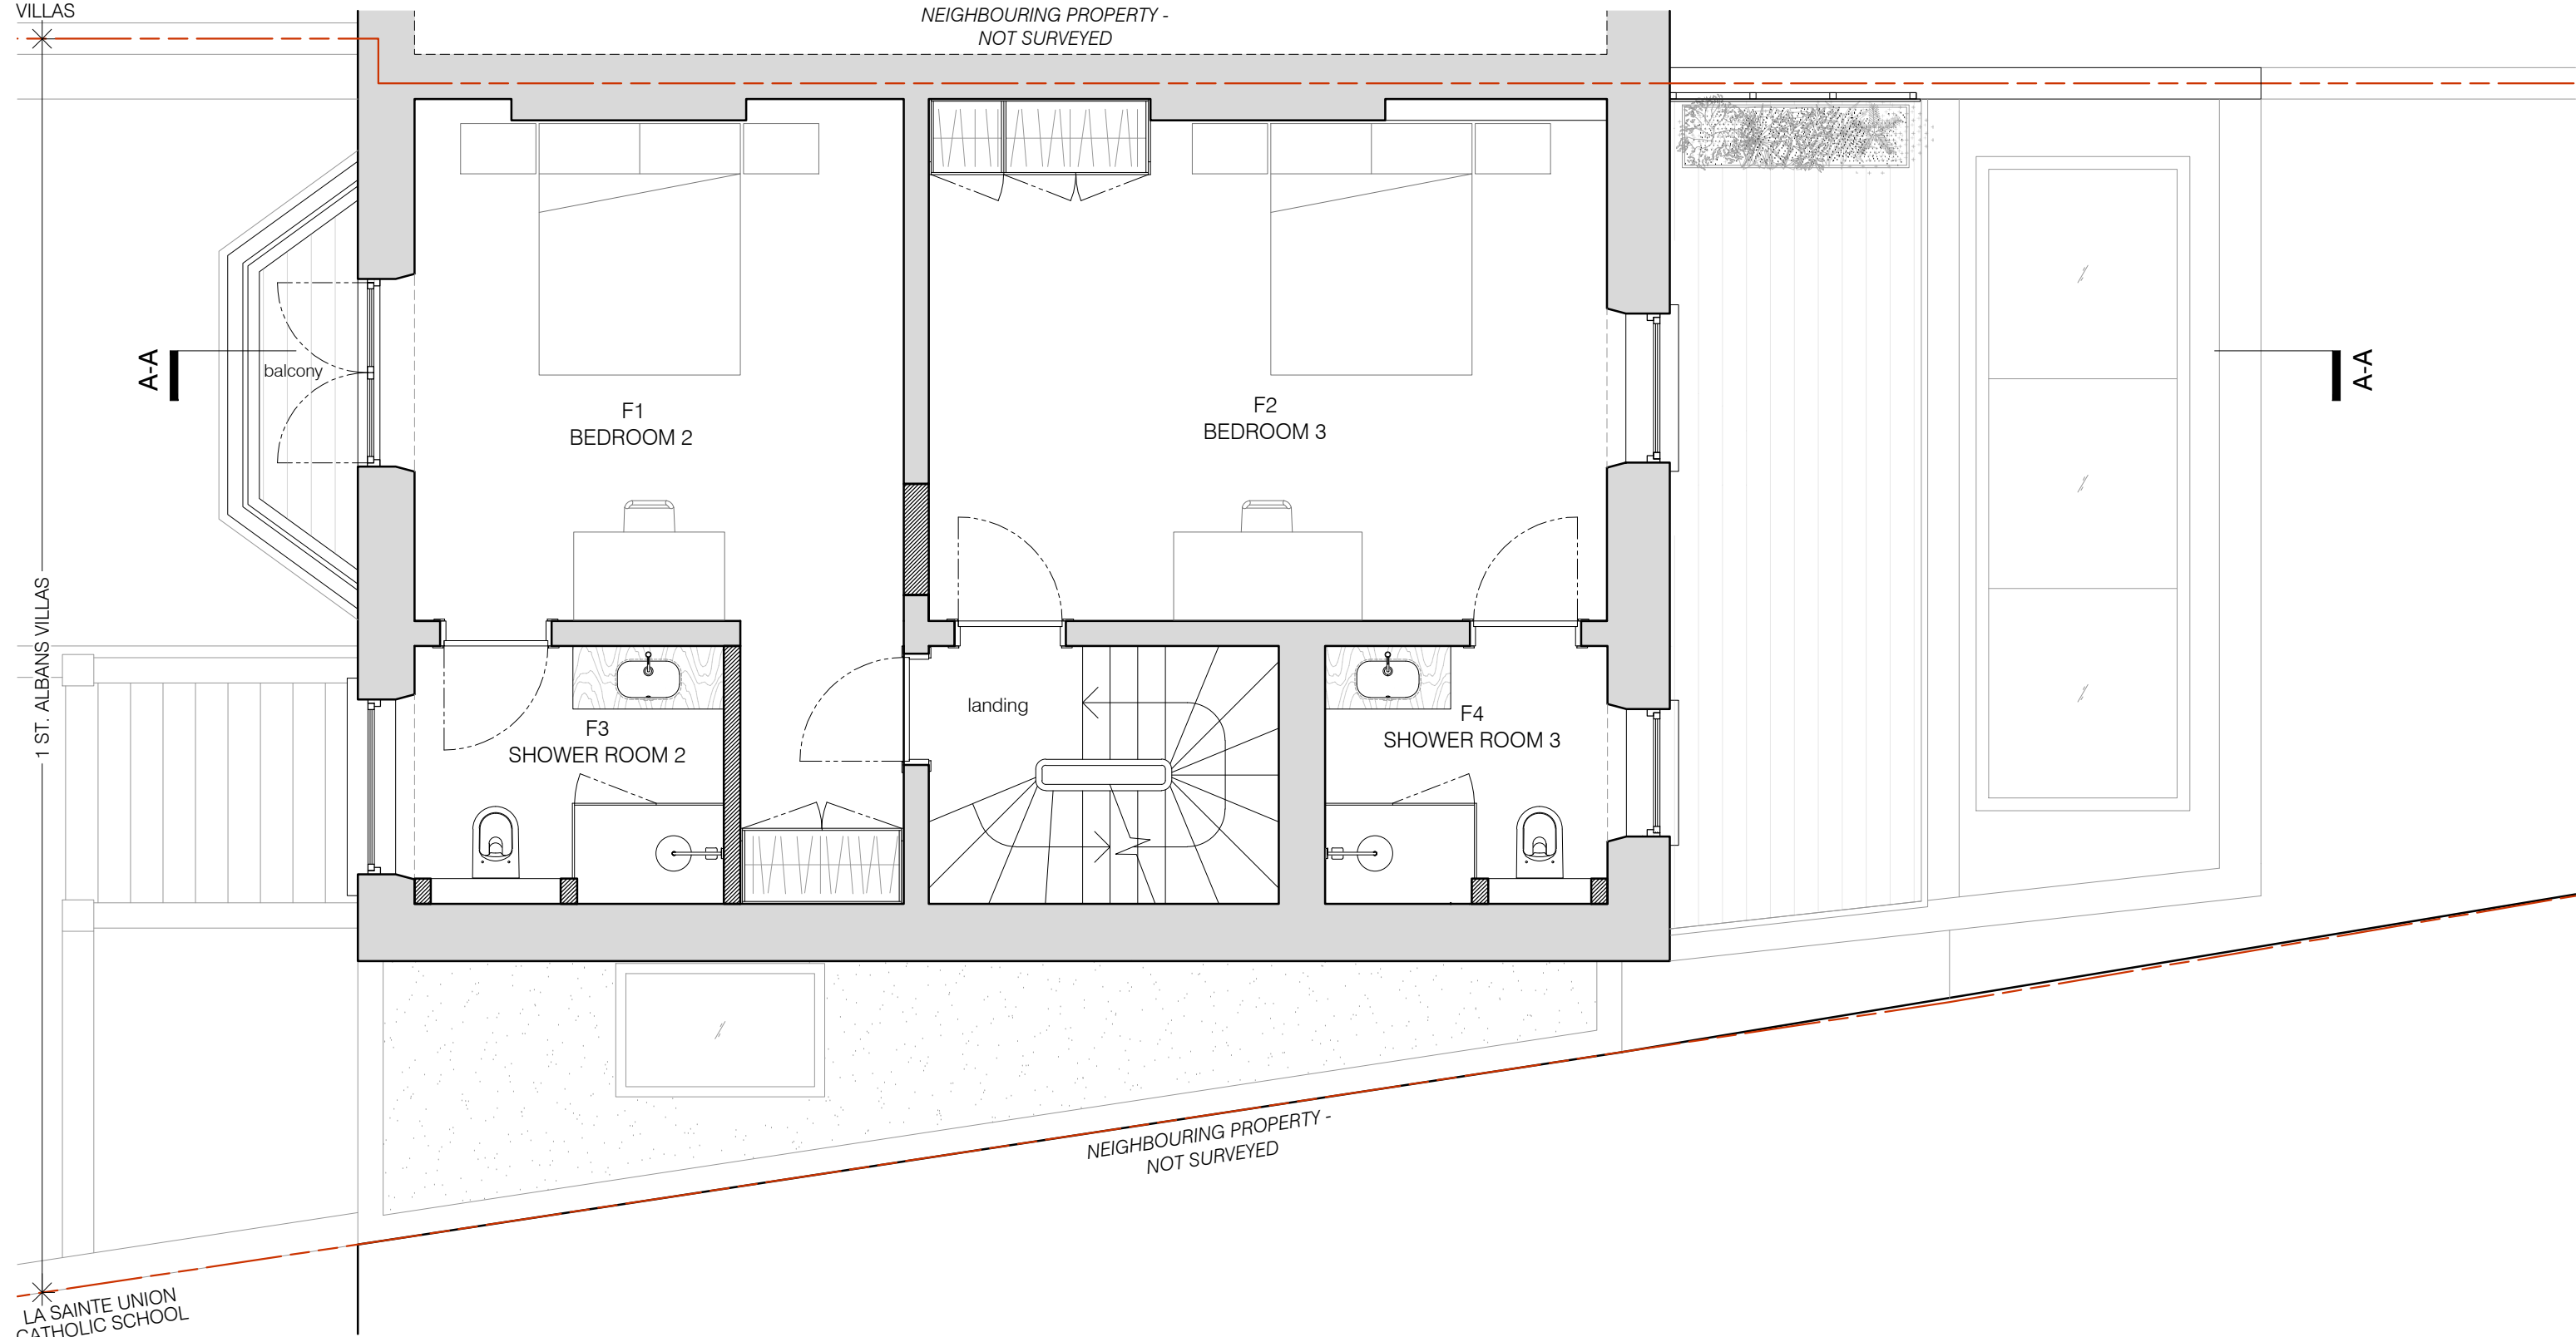 VILLAS
NEIGHBOURING PROPERTY -
NOT SURVEYED
A-A
balcony
A-A
F1
BEDROOM 2
F2
BEDROOM 3
1 ST. ALBANS VILLAS
landing
F3
SHOWER ROOM 2
F4
SHOWER ROOM 3
NEIGHBOURING PROPERTY -
NOT SURVEYED
LA SAINTE UNION
CATHOLIC SCHOOL